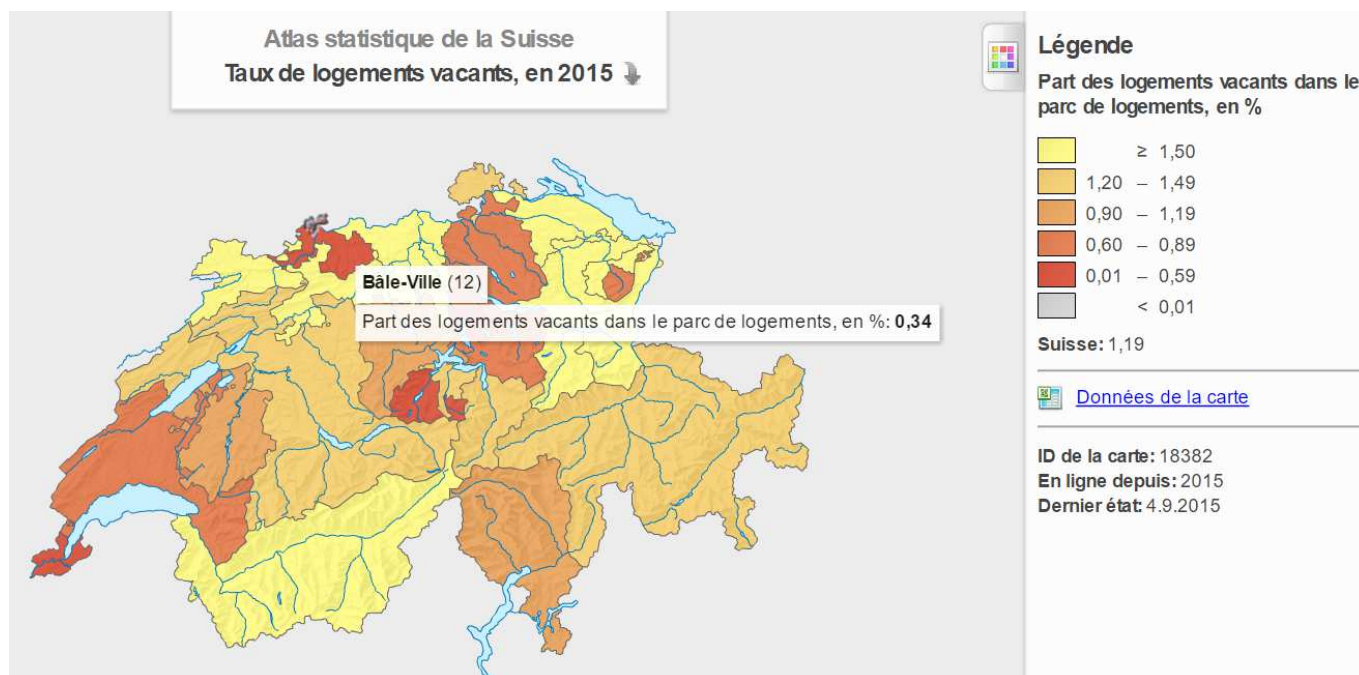 Atlas statistique de la Suisse
Taux de logements vacants, en 2015
Légende
Part des logements vacants dans le
parc de logements, en %
≥ 1,50
1,20 – 1,49
0,90 – 1,19
0,60 – 0,89
0,01 – 0,59
< 0,01
Suisse: 1,19
Données de la carte
ID de la carte: 18382
En ligne depuis: 2015
Dernier état: 4.9.2015
Bâle-Ville (12)
Part des logements vacants dans le parc de logements, en %: 0,34